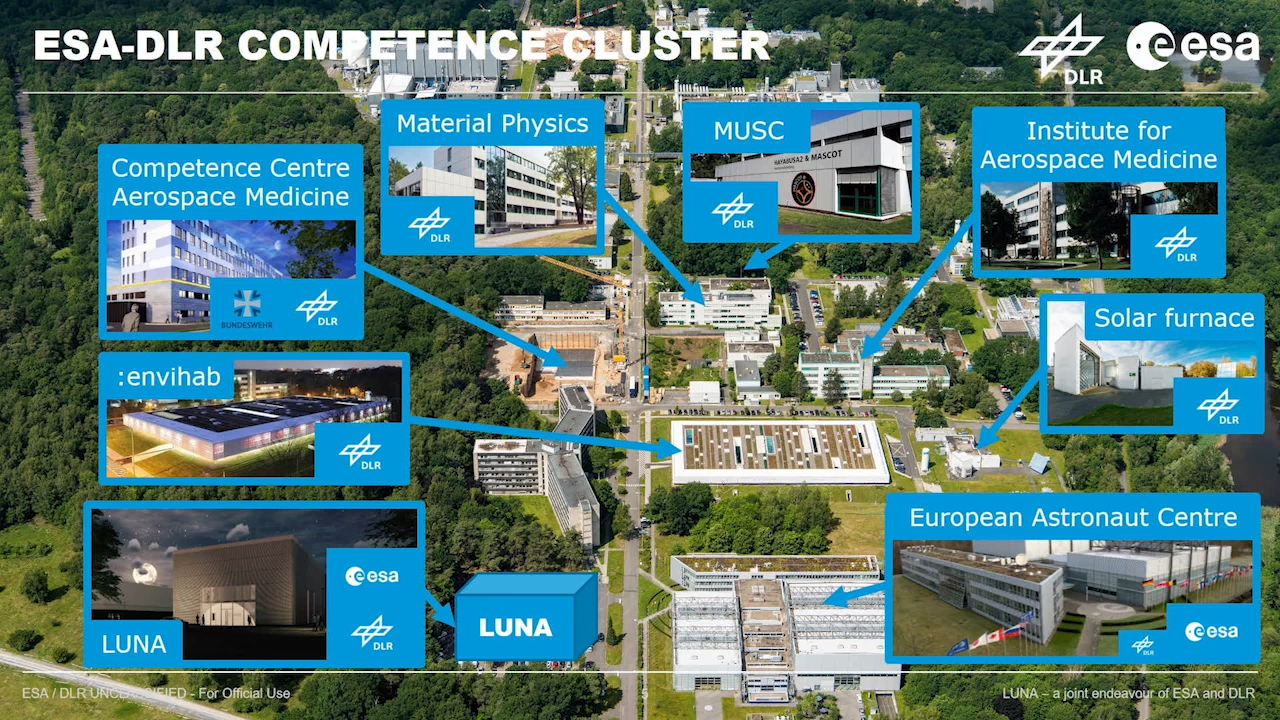 ESA-DLR COMPETENCE CLUSTER
DLR
esa
Material Physics
DLR
MUSC
HAYABUSA2 & MASCOT
DLR
Institute for
Aerospace Medicine
DLR
Competence Centre
Aerospace Medicine
BUNDESWEHR
DLR
Solar furnace
DLR
:envihab
DLR
European Astronaut Centre
DLR
esa
LUNA
esa
DLR
LUNA
ESA / DLR UNCLASSIFIED - For Official Use
5
LUNA – a joint endeavour of ESA and DLR